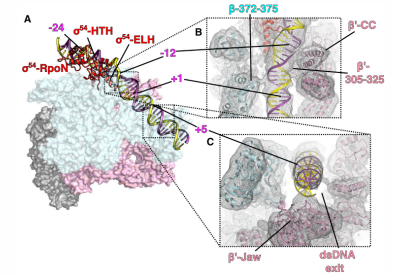 A
-24
σ54-HTH
σ54-ELH
σ54-RpoN
-12
+1
+5
β-372-375
B
β'-CC
β'-
305-325
C
β'-Jaw
dsDNA
exit